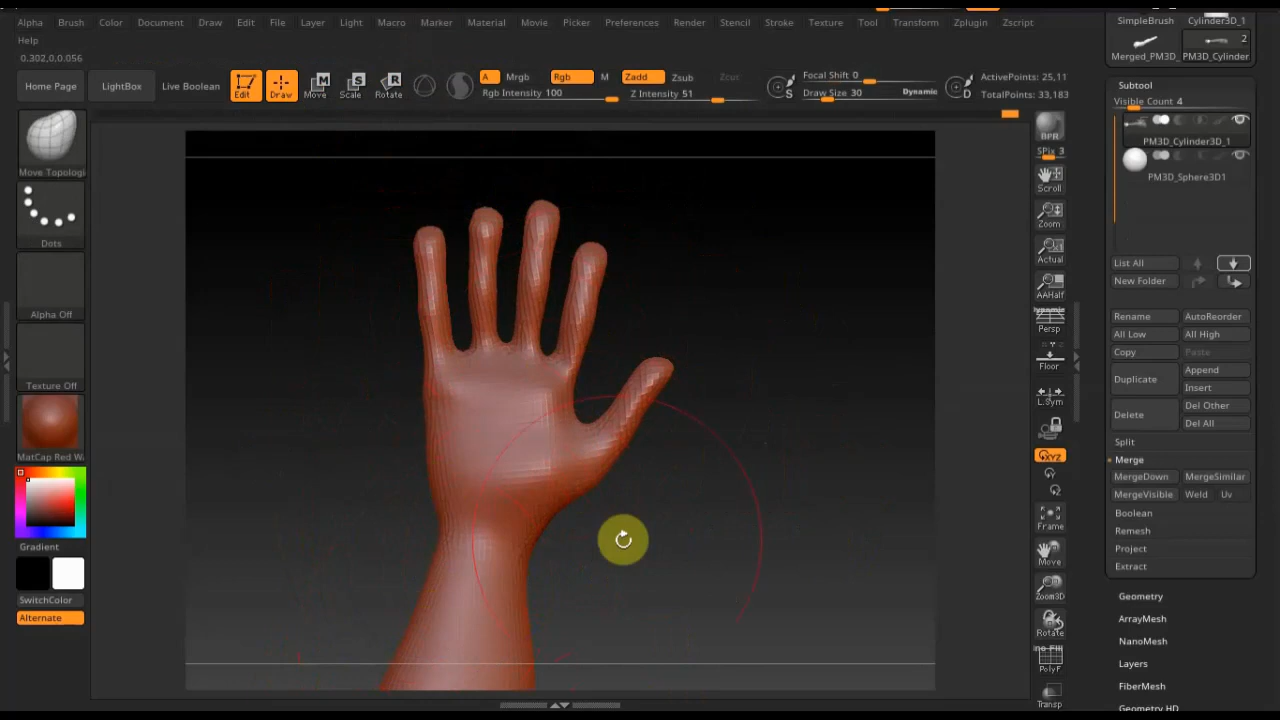 Alpha Brush Color Document Draw Edit File Layer Light Macro Marker Material Movie Picker Preferences Render Stencil Stroke Texture Tool Transform Zplugin Zscript
Help
0.302,0,0.056
Home Page
LightBox
Live Boolean
Edit
Draw
Move
Scale
Rotate
A
Mrgb
Rgb
M
Rgb Intensity 100
Zadd
Zsub
Zcut
Z Intensity 51
S
Focal Shift 0
Draw Size 30
Dynamic
D
ActivePoints: 25,11
TotalPoints: 33,183
Move Topologi
Dots
Alpha Off
Texture Off
MatCap Red Wa
Gradient
SwitchColor
Alternate
BPR
SPix 3
Scroll
Zoom
Actual
AAHalf
Dynamic
Persp
Floor
L.Sym
XYZ
Y
Z
Frame
Move
Zoom3D
Rotate
PolyF
Transp
SimpleBrush
Cylinder3D_1
2
Merged_PM3D_
PM3D_Cylinder
Subtool
Visible Count 4
PM3D_Cylinder3D_1
PM3D_Sphere3D1
List All
New Folder
Rename
AutoReorder
All Low
All High
Copy
Paste
Duplicate
Append
Insert
Delete
Del Other
Del All
Split
Merge
MergeDown
MergeSimilar
MergeVisible
Weld
Uv
Boolean
Remesh
Project
Extract
Geometry
ArrayMesh
NanoMesh
Layers
FiberMesh
Geometry HD